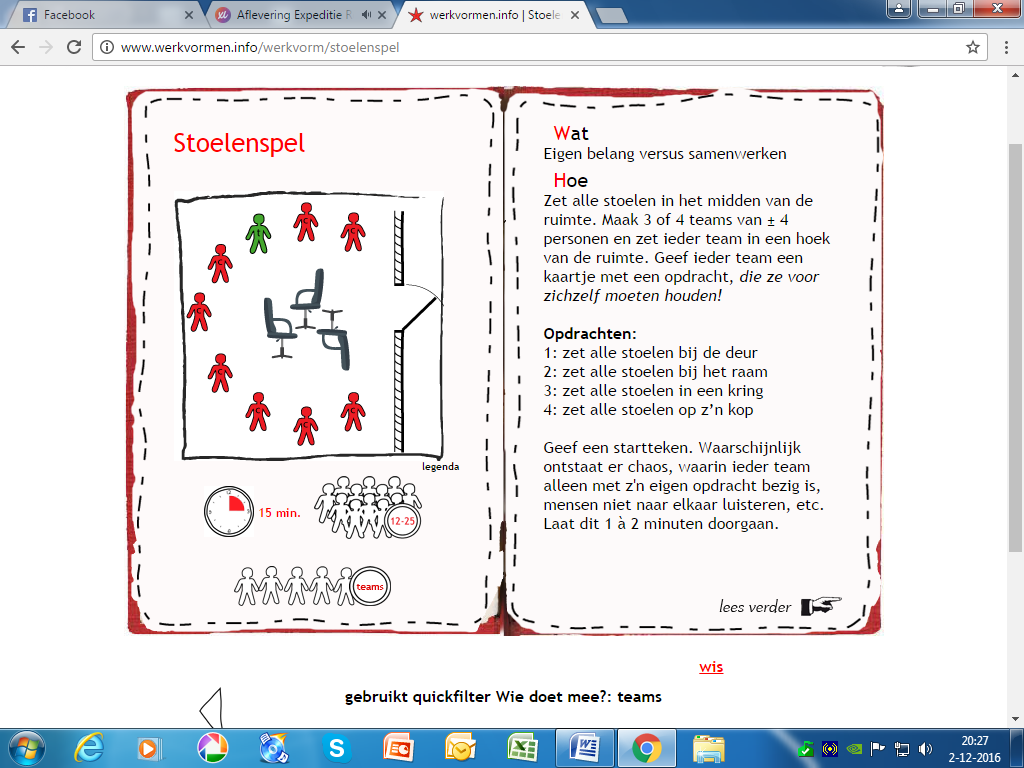 Facebook
Aflevering Expeditie R
werkvormen.info | Stoele
www.werkvormen.info/werkvorm/stoelenspel
Stoelenspel
legenda
15 min.
12-25
teams
Wat
Eigen belang versus samenwerken
Hoe
Zet alle stoelen in het midden van de
ruimte. Maak 3 of 4 teams van ± 4
personen en zet ieder team in een hoek
van de ruimte. Geef ieder team een
kaartje met een opdracht, die ze voor
zichzelf moeten houden!
Opdrachten:
1: zet alle stoelen bij de deur
2: zet alle stoelen bij het raam
3: zet alle stoelen in een kring
4: zet alle stoelen op z’n kop
Geef een startteken. Waarschijnlijk
ontstaat er chaos, waarin ieder team
alleen met z'n eigen opdracht bezig is,
mensen niet naar elkaar luisteren, etc.
Laat dit 1 à 2 minuten doorgaan.
lees verder
wis
gebruikt quickfilter Wie doet mee?: teams
20:27
2-12-2016